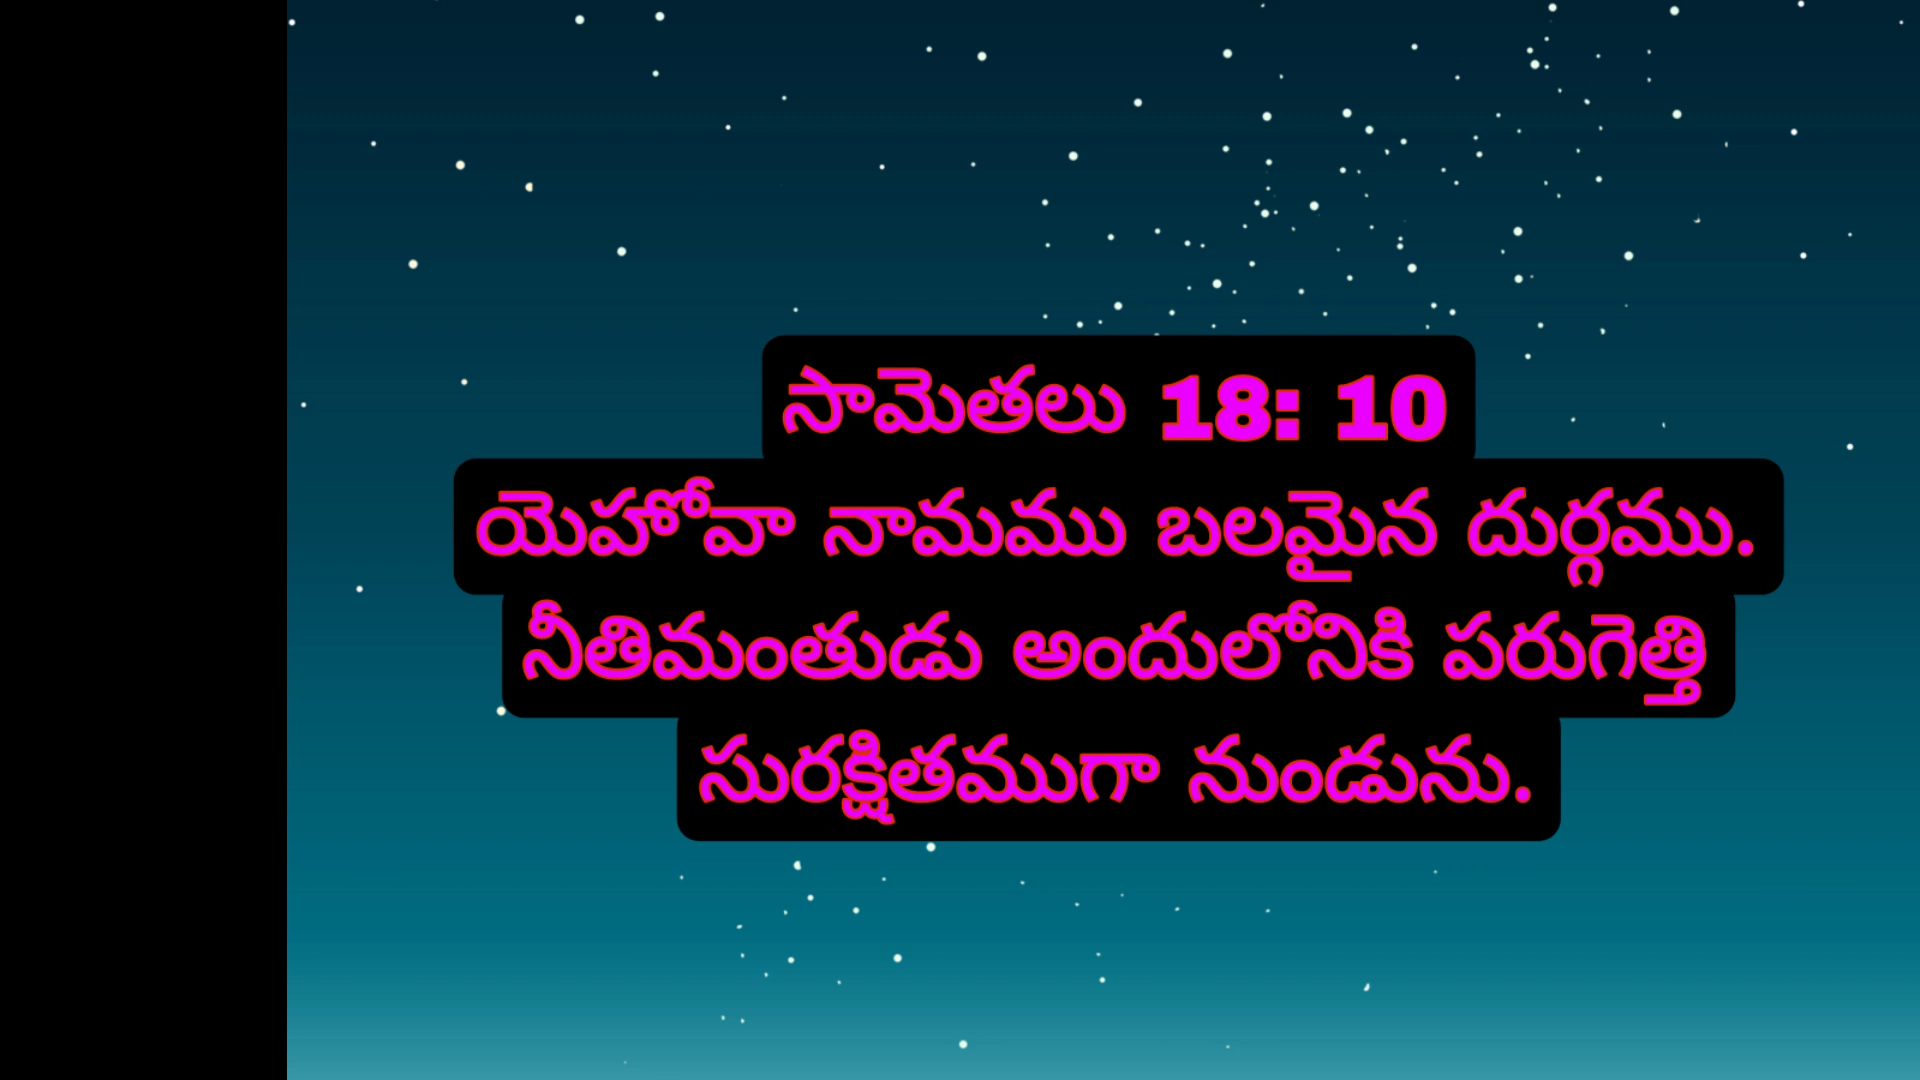 సామెతలు 18: 10
యెహోవా నామము బలమైన దుర్గము.
నీతిమంతుడు అందులోనికి పరుగెత్తి
సురక్షితముగా నుండును.